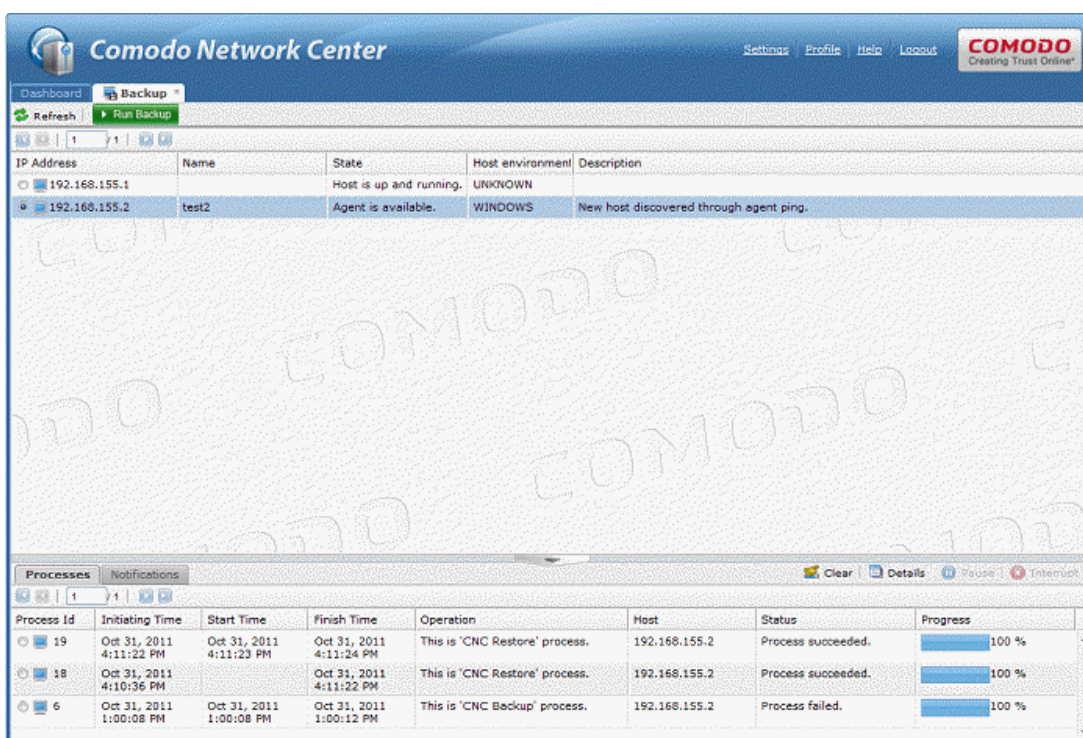 Comodo Network Center
Settings Profile Help Logout
COMODO
Creating Trust Online*
Dashboard Backup
Refresh Run Backup
1 / 1
IP Address Name State Host environment Description
192.168.155.1 Host is up and running. UNKNOWN
192.168.155.2 test2 Agent is available. WINDOWS New host discovered through agent ping.
COMODO
COMODO
COMODO
Processes Notifications Clear Details Pause Interrupt
1 / 1
Process Id Initiating Time Start Time Finish Time Operation Host Status Progress
19 Oct 31, 2011 4:11:22 PM Oct 31, 2011 4:11:23 PM Oct 31, 2011 4:11:24 PM This is 'CNC Restore' process. 192.168.155.2 Process succeeded. 100 %
18 Oct 31, 2011 4:10:36 PM Oct 31, 2011 4:11:22 PM This is 'CNC Restore' process. 192.168.155.2 Process succeeded. 100 %
6 Oct 31, 2011 1:00:08 PM Oct 31, 2011 1:00:08 PM Oct 31, 2011 1:00:12 PM This is 'CNC Backup' process. 192.168.155.2 Process failed. 100 %